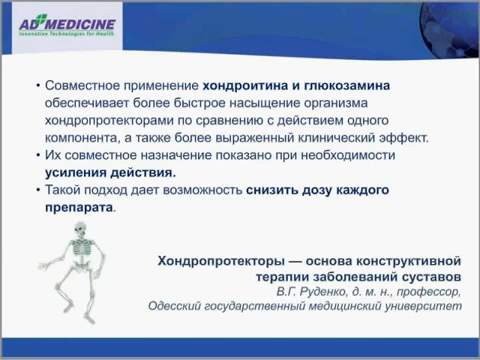 AD MEDICINE
Innovative Technologies for Health
• Совместное применение хондроитина и глюкозамина
обеспечивает более быстрое насыщение организма
хондропротекторами по сравнению с действием одного
компонента, а также более выраженный клинический эффект.
• Их совместное назначение показано при необходимости
усиления действия.
• Такой подход дает возможность снизить дозу каждого
препарата.
Хондропротекторы — основа конструктивной
терапии заболеваний суставов
В.Г. Руденко, д. м. н., профессор,
Одесский государственный медицинский университет